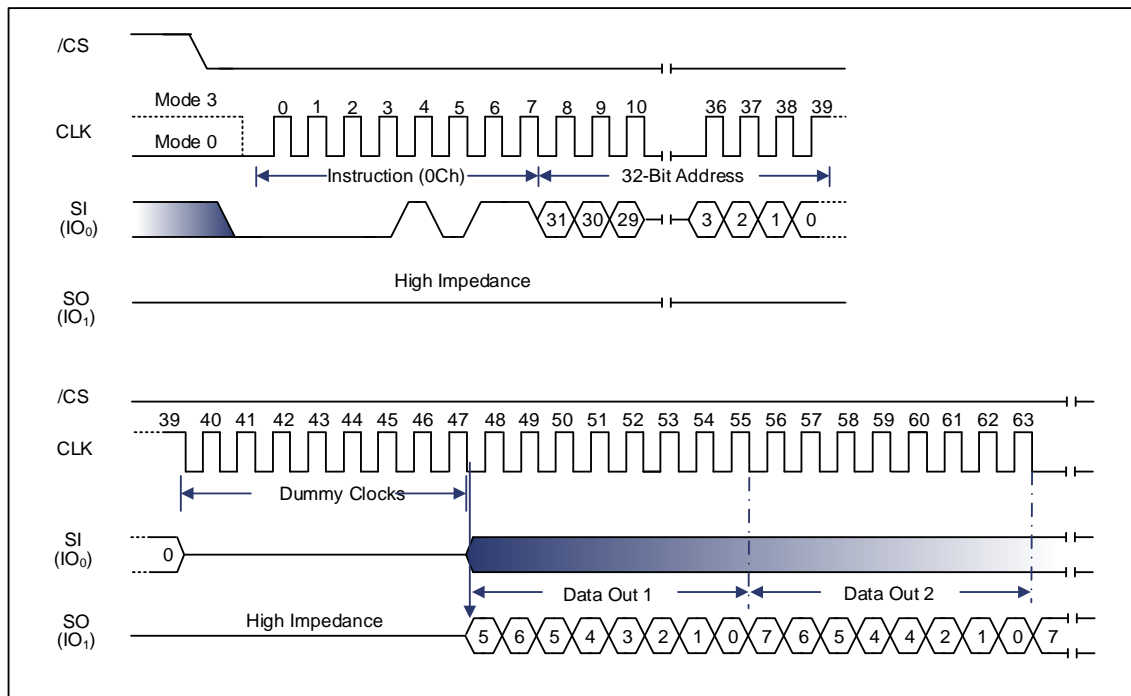 /CS
Mode 3
0 1 2 3 4 5 6 7 8 9 10 36 37 38 39
CLK
Mode 0
Instruction (0Ch) 32-Bit Address
SI
(IO₀)
31 30 29 3 2 1 0
High Impedance
SO
(IO₁)
/CS
39 40 41 42 43 44 45 46 47 48 49 50 51 52 53 54 55 56 57 58 59 60 61 62 63
CLK
Dummy Clocks
SI
(IO₀)
0
Data Out 1 Data Out 2
High Impedance
SO
(IO₁)
5 6 5 4 3 2 1 0 7 6 5 4 4 2 1 0 7